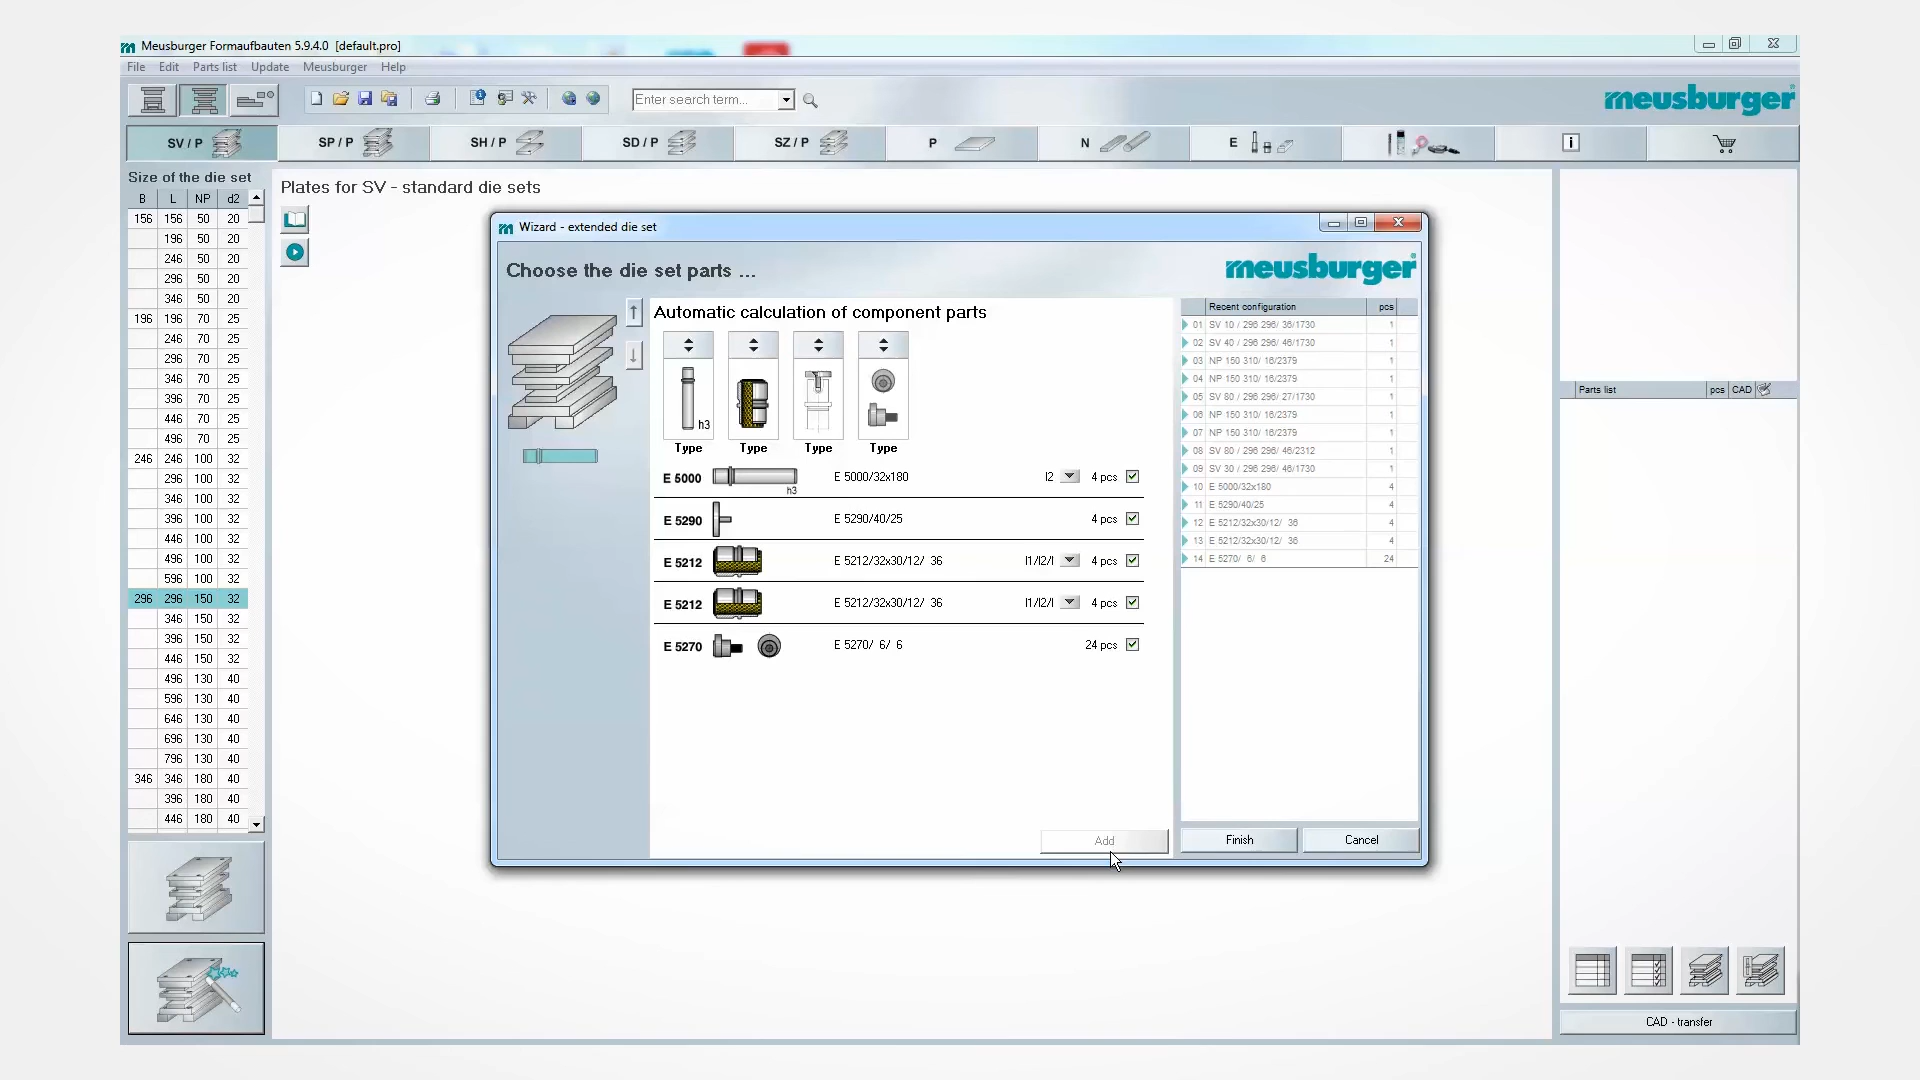 Meusburger Formaufbauten 5.9.4.0 [default.pro]
File Edit Parts list Update Meusburger Help
Enter search term...
meusburger
SV / P SP / P SH / P SD / P SZ / P P N E
Size of the die set
B L NP d2
156 156 50 20
196 50 20
246 50 20
296 50 20
346 50 20
196 196 70 25
246 70 25
296 70 25
346 70 25
396 70 25
446 70 25
496 70 25
246 246 100 32
296 100 32
346 100 32
396 100 32
446 100 32
496 100 32
596 100 32
296 296 150 32
346 150 32
396 150 32
446 150 32
496 130 40
596 130 40
646 130 40
696 130 40
796 130 40
346 346 180 40
396 180 40
446 180 40
Plates for SV - standard die sets
Wizard - extended die set
Choose the die set parts ...
meusburger
Automatic calculation of component parts
h3
Type Type Type Type
E 5000 h3 E 5000/32x180 l2 4 pcs
E 5290 E 5290/40/25 4 pcs
E 5212 E 5212/32x30/12/ 36 l1/l2/l 4 pcs
E 5212 E 5212/32x30/12/ 36 l1/l2/l 4 pcs
E 5270 E 5270/ 6/ 6 24 pcs
Add
Recent configuration pcs
01 SV 10 / 296 296/ 36/1730 1
02 SV 40 / 296 296/ 46/1730 1
03 NP 150 310/ 16/2379 1
04 NP 150 310/ 16/2379 1
05 SV 80 / 296 296/ 27/1730 1
06 NP 150 310/ 16/2379 1
07 NP 150 310/ 16/2379 1
08 SV 80 / 296 296/ 46/2312 1
09 SV 30 / 296 296/ 46/1730 1
10 E 5000/32x180 4
11 E 5290/40/25 4
12 E 5212/32x30/12/ 36 4
13 E 5212/32x30/12/ 36 4
14 E 5270/ 6/ 6 24
Finish Cancel
Parts list pcs CAD
CAD - transfer